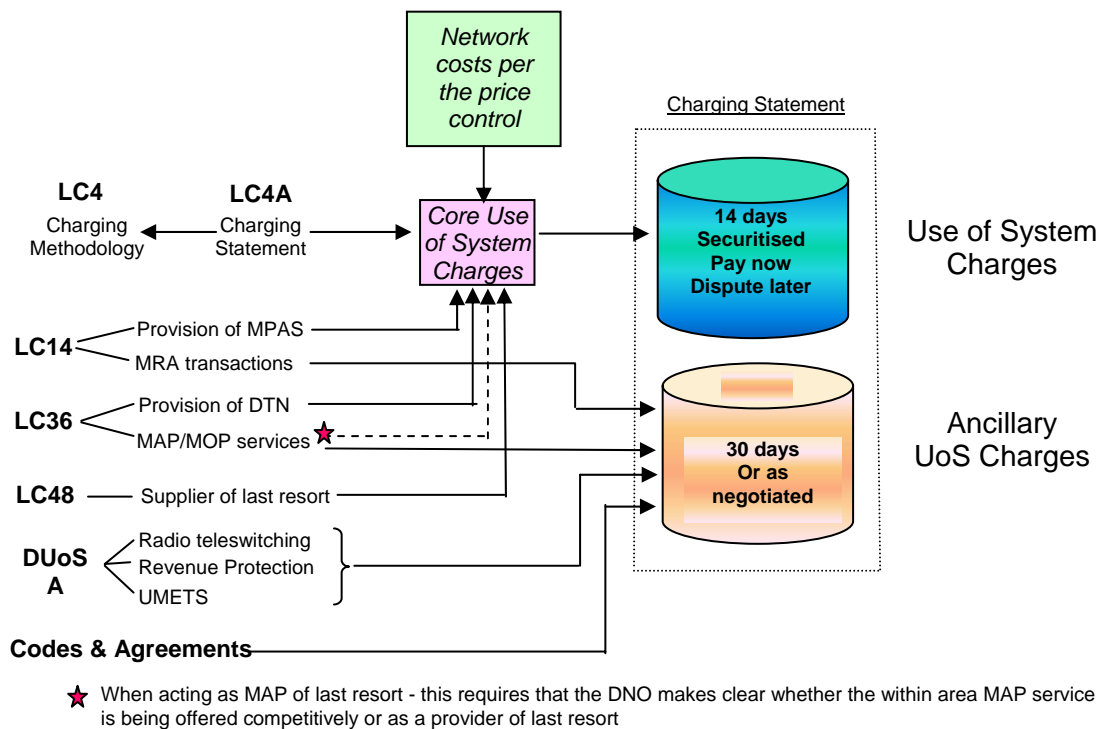 Network
costs per
the price
control
Charging Statement
LC4
Charging
Methodology
LC4A
Charging
Statement
Core Use
of System
Charges
14 days
Securitised
Pay now
Dispute later
Use of System
Charges
LC14
Provision of MPAS
MRA transactions
LC36
Provision of DTN
MAP/MOP services
30 days
Or as
negotiated
Ancillary
UoS Charges
LC48
Supplier of last resort
DUoS
A
Radio teleswitching
Revenue Protection
UMETS
Codes & Agreements
When acting as MAP of last resort - this requires that the DNO makes clear whether the within area MAP service
is being offered competitively or as a provider of last resort